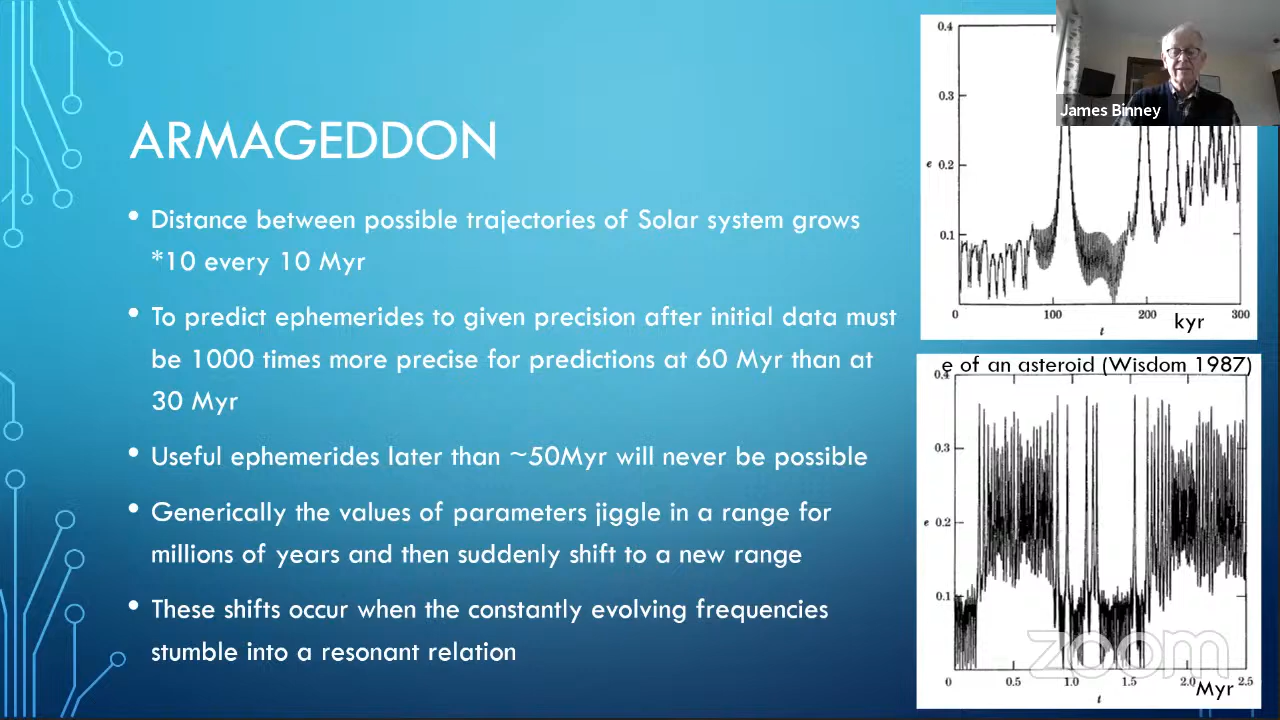 ARMAGEDDON
• Distance between possible trajectories of Solar system grows
*10 every 10 Myr
• To predict ephemerides to given precision after initial data must
be 1000 times more precise for predictions at 60 Myr than at
30 Myr
• Useful ephemerides later than ~50Myr will never be possible
• Generically the values of parameters jiggle in a range for
millions of years and then suddenly shift to a new range
• These shifts occur when the constantly evolving frequencies
stumble into a resonant relation
James Binney
0.4
0.3
e 0.2
0.1
0 100 200 kyr 300
t
e of an asteroid (Wisdom 1987)
0.4
0.3
e 0.2
0.1
zoom
0 0.5 1.0 1.5 2.0 Myr 2.5
t